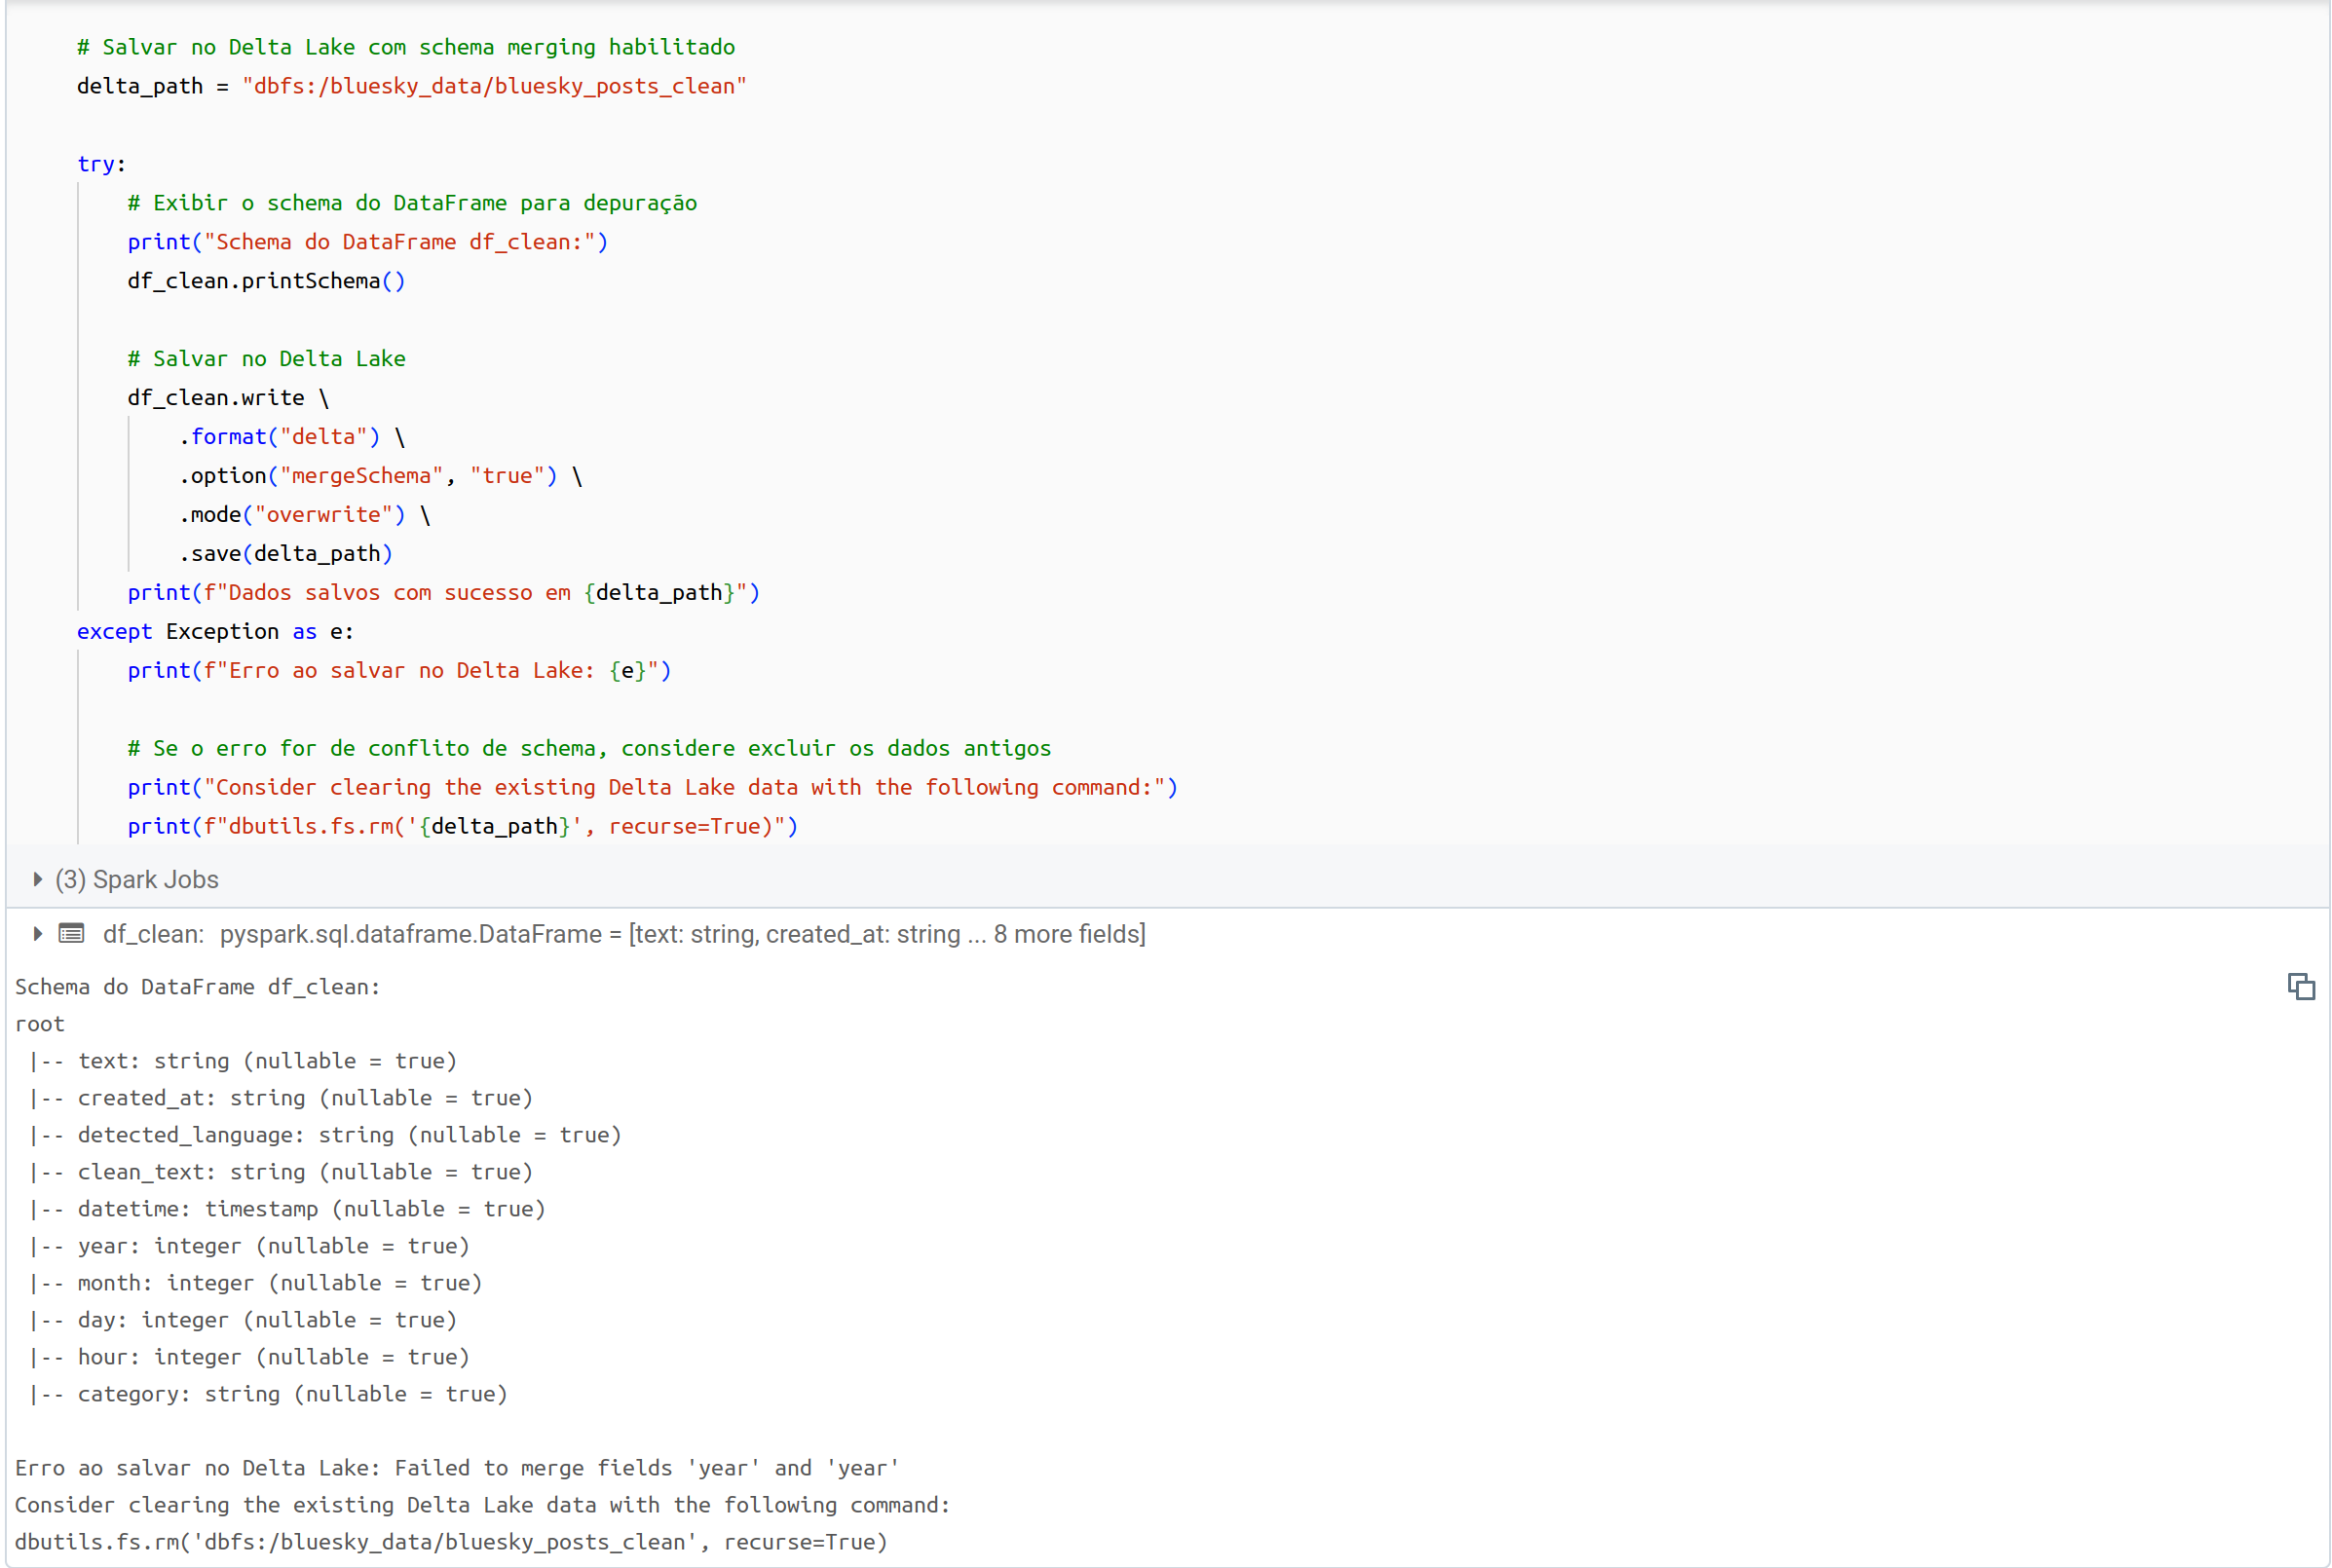 # Salvar no Delta Lake com schema merging habilitado
delta_path = "dbfs:/bluesky_data/bluesky_posts_clean"
try:
# Exibir o schema do DataFrame para depuração
print("Schema do DataFrame df_clean:")
df_clean.printSchema()
# Salvar no Delta Lake
df_clean.write \
.format("delta") \
.option("mergeSchema", "true") \
.mode("overwrite") \
.save(delta_path)
print(f"Dados salvos com sucesso em {delta_path}")
except Exception as e:
print(f"Erro ao salvar no Delta Lake: {e}")
# Se o erro for de conflito de schema, considere excluir os dados antigos
print("Consider clearing the existing Delta Lake data with the following command:")
print(f"dbutils.fs.rm('{delta_path}', recurse=True)")
(3) Spark Jobs
df_clean: pyspark.sql.dataframe.DataFrame = [text: string, created_at: string ... 8 more fields]
Schema do DataFrame df_clean:
root
|-- text: string (nullable = true)
|-- created_at: string (nullable = true)
|-- detected_language: string (nullable = true)
|-- clean_text: string (nullable = true)
|-- datetime: timestamp (nullable = true)
|-- year: integer (nullable = true)
|-- month: integer (nullable = true)
|-- day: integer (nullable = true)
|-- hour: integer (nullable = true)
|-- category: string (nullable = true)
Erro ao salvar no Delta Lake: Failed to merge fields 'year' and 'year'
Consider clearing the existing Delta Lake data with the following command:
dbutils.fs.rm('dbfs:/bluesky_data/bluesky_posts_clean', recurse=True)